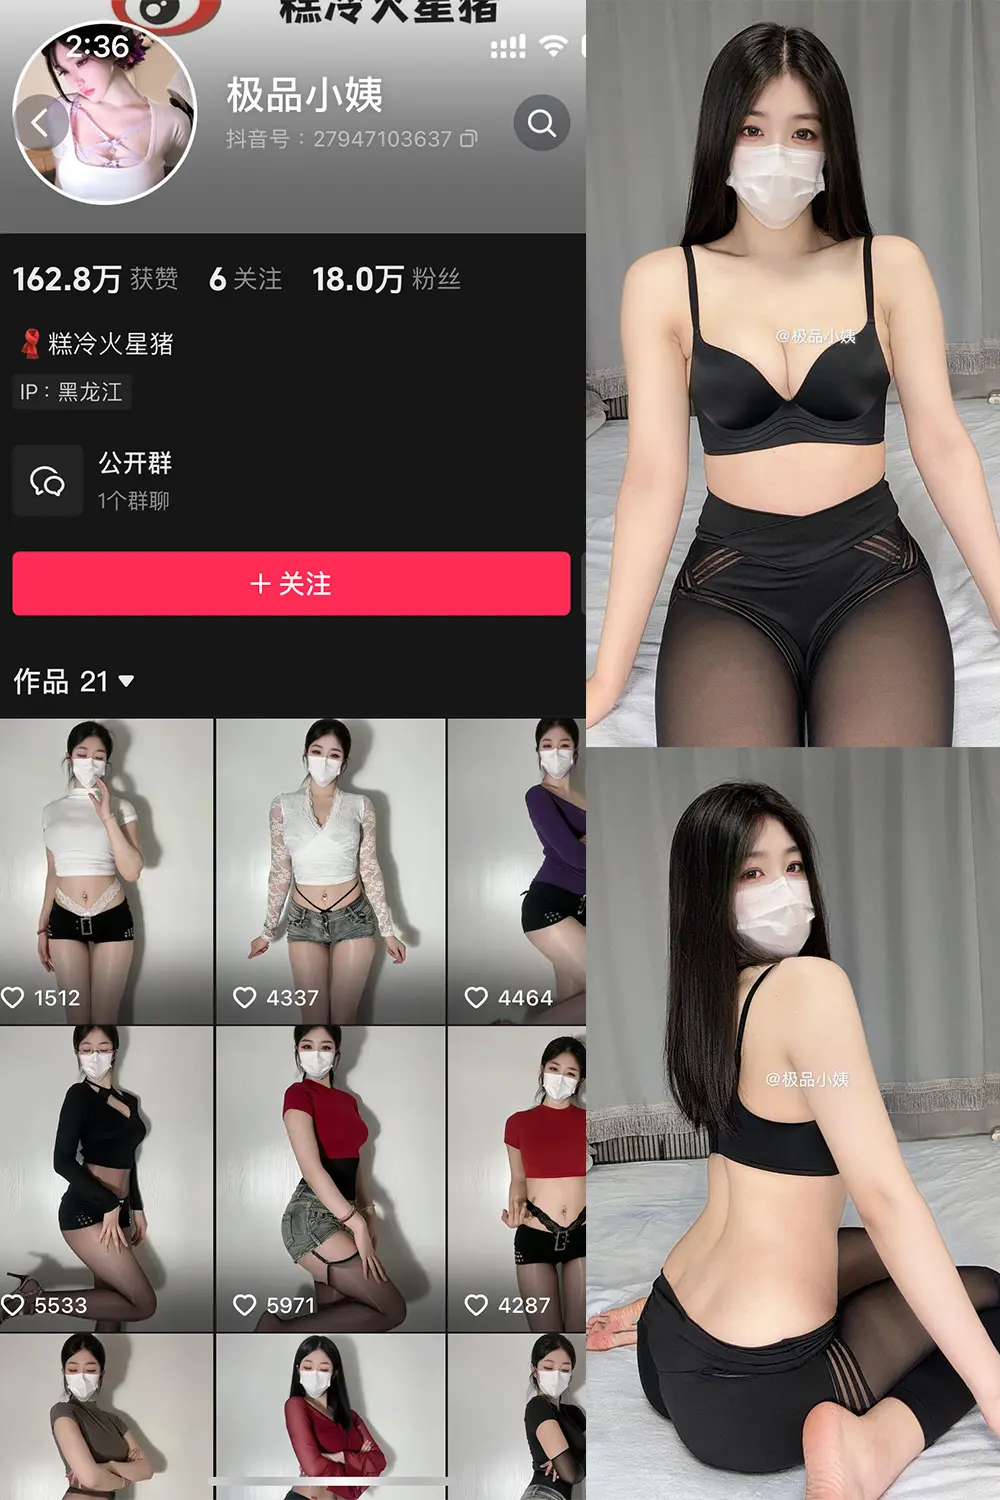 糕冷火星猪
2:36
极品小姨
抖音号：27947103637
162.8万 获赞 6 关注 18.0万 粉丝
糕冷火星猪
IP：黑龙江
公开群
1个群聊
＋关注
作品 21
1512
4337
4464
5533
5971
4287
@极品小姨
@极品小姨